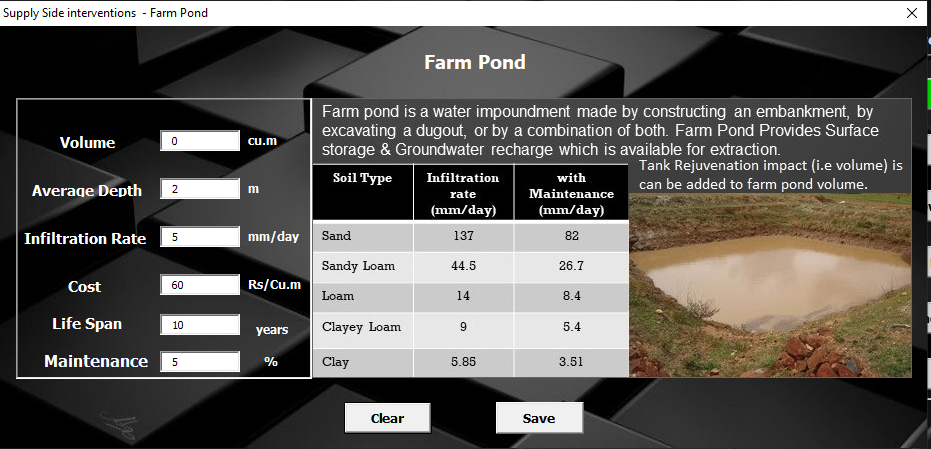 Supply Side interventions - Farm Pond
Farm Pond
Volume 0 cu.m
Average Depth 2 m
Infiltration Rate 5 mm/day
Cost 60 Rs/Cu.m
Life Span 10 years
Maintenance 5 %
Farm pond is a water impoundment made by constructing an embankment, by
excavating a dugout, or by a combination of both. Farm Pond Provides Surface
storage & Groundwater recharge which is available for extraction.
Tank Rejuvenation impact (i.e volume) is
can be added to farm pond volume.
Soil Type Infiltration rate (mm/day) with Maintenance (mm/day)
Sand 137 82
Sandy Loam 44.5 26.7
Loam 14 8.4
Clayey Loam 9 5.4
Clay 5.85 3.51
Clear Save